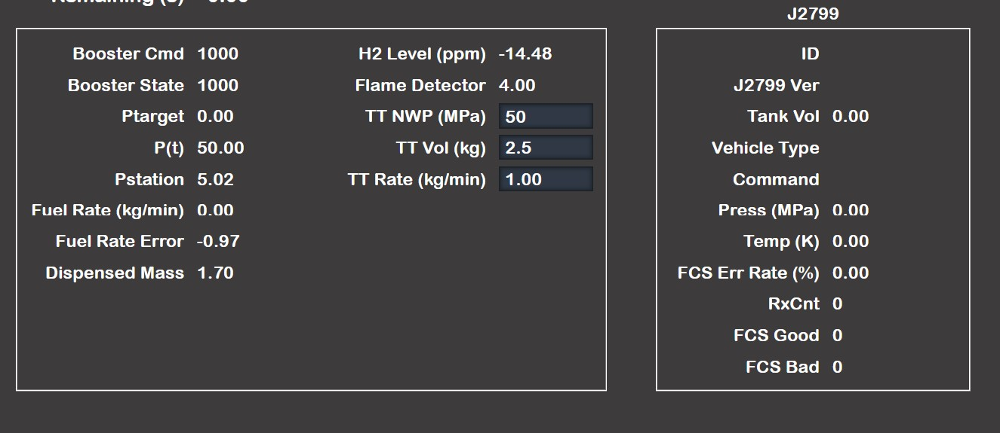 Remaining (s)
J2799
Booster Cmd 1000
Booster State 1000
Ptarget 0.00
P(t) 50.00
Pstation 5.02
Fuel Rate (kg/min) 0.00
Fuel Rate Error -0.97
Dispensed Mass 1.70
H2 Level (ppm) -14.48
Flame Detector 4.00
TT NWP (MPa) 50
TT Vol (kg) 2.5
TT Rate (kg/min) 1.00
ID
J2799 Ver
Tank Vol 0.00
Vehicle Type
Command
Press (MPa) 0.00
Temp (K) 0.00
FCS Err Rate (%) 0.00
RxCnt 0
FCS Good 0
FCS Bad 0